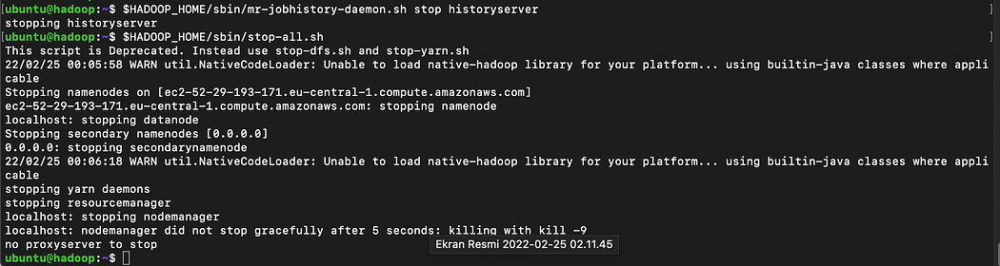 [ubuntu@hadoop:~$ $HADOOP_HOME/sbin/mr-jobhistory-daemon.sh stop historyserver ]
stopping historyserver
[ubuntu@hadoop:~$ $HADOOP_HOME/sbin/stop-all.sh ]
This script is Deprecated. Instead use stop-dfs.sh and stop-yarn.sh
22/02/25 00:05:58 WARN util.NativeCodeLoader: Unable to load native-hadoop library for your platform... using builtin-java classes where appli
cable
Stopping namenodes on [ec2-52-29-193-171.eu-central-1.compute.amazonaws.com]
ec2-52-29-193-171.eu-central-1.compute.amazonaws.com: stopping namenode
localhost: stopping datanode
Stopping secondary namenodes [0.0.0.0]
0.0.0.0: stopping secondarynamenode
22/02/25 00:06:18 WARN util.NativeCodeLoader: Unable to load native-hadoop library for your platform... using builtin-java classes where appli
cable
stopping yarn daemons
stopping resourcemanager
localhost: stopping nodemanager
localhost: nodemanager did not stop gracefully after 5 seconds: killing with kill -9
no proxyserver to stop
Ekran Resmi 2022-02-25 02.11.45
ubuntu@hadoop:~$